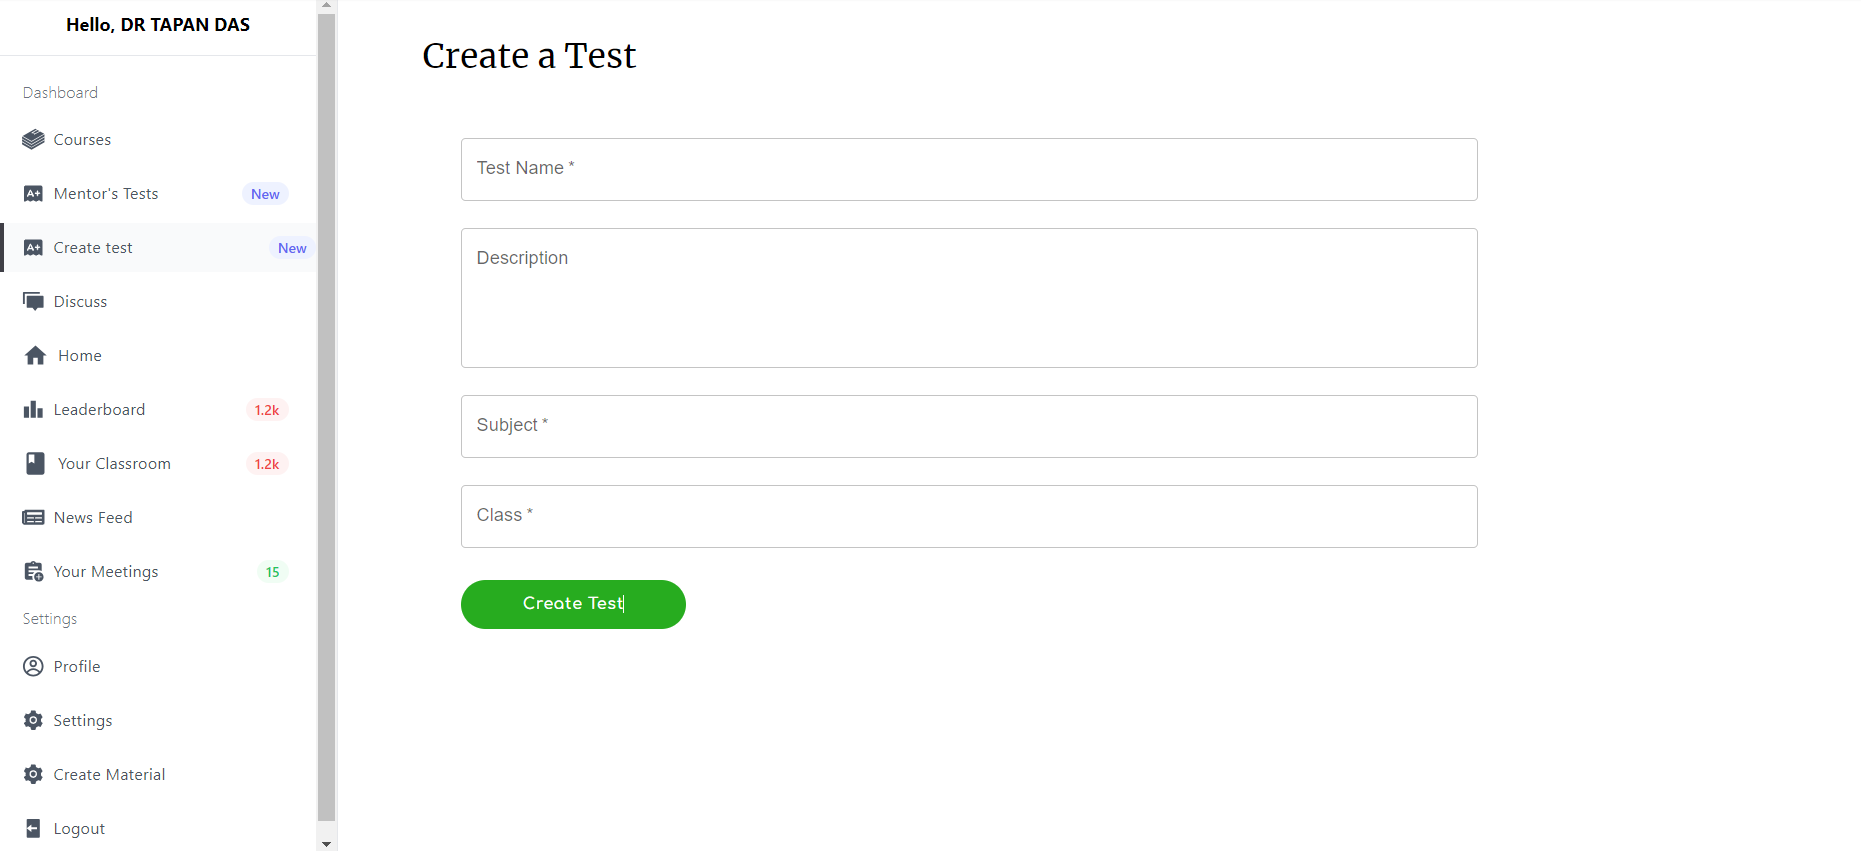 Hello, DR TAPAN DAS
Dashboard
Courses
Mentor's Tests New
Create test New
Discuss
Home
Leaderboard 1.2k
Your Classroom 1.2k
News Feed
Your Meetings 15
Settings
Profile
Settings
Create Material
Logout
Create a Test
Test Name *
Description
Subject *
Class *
Create Test